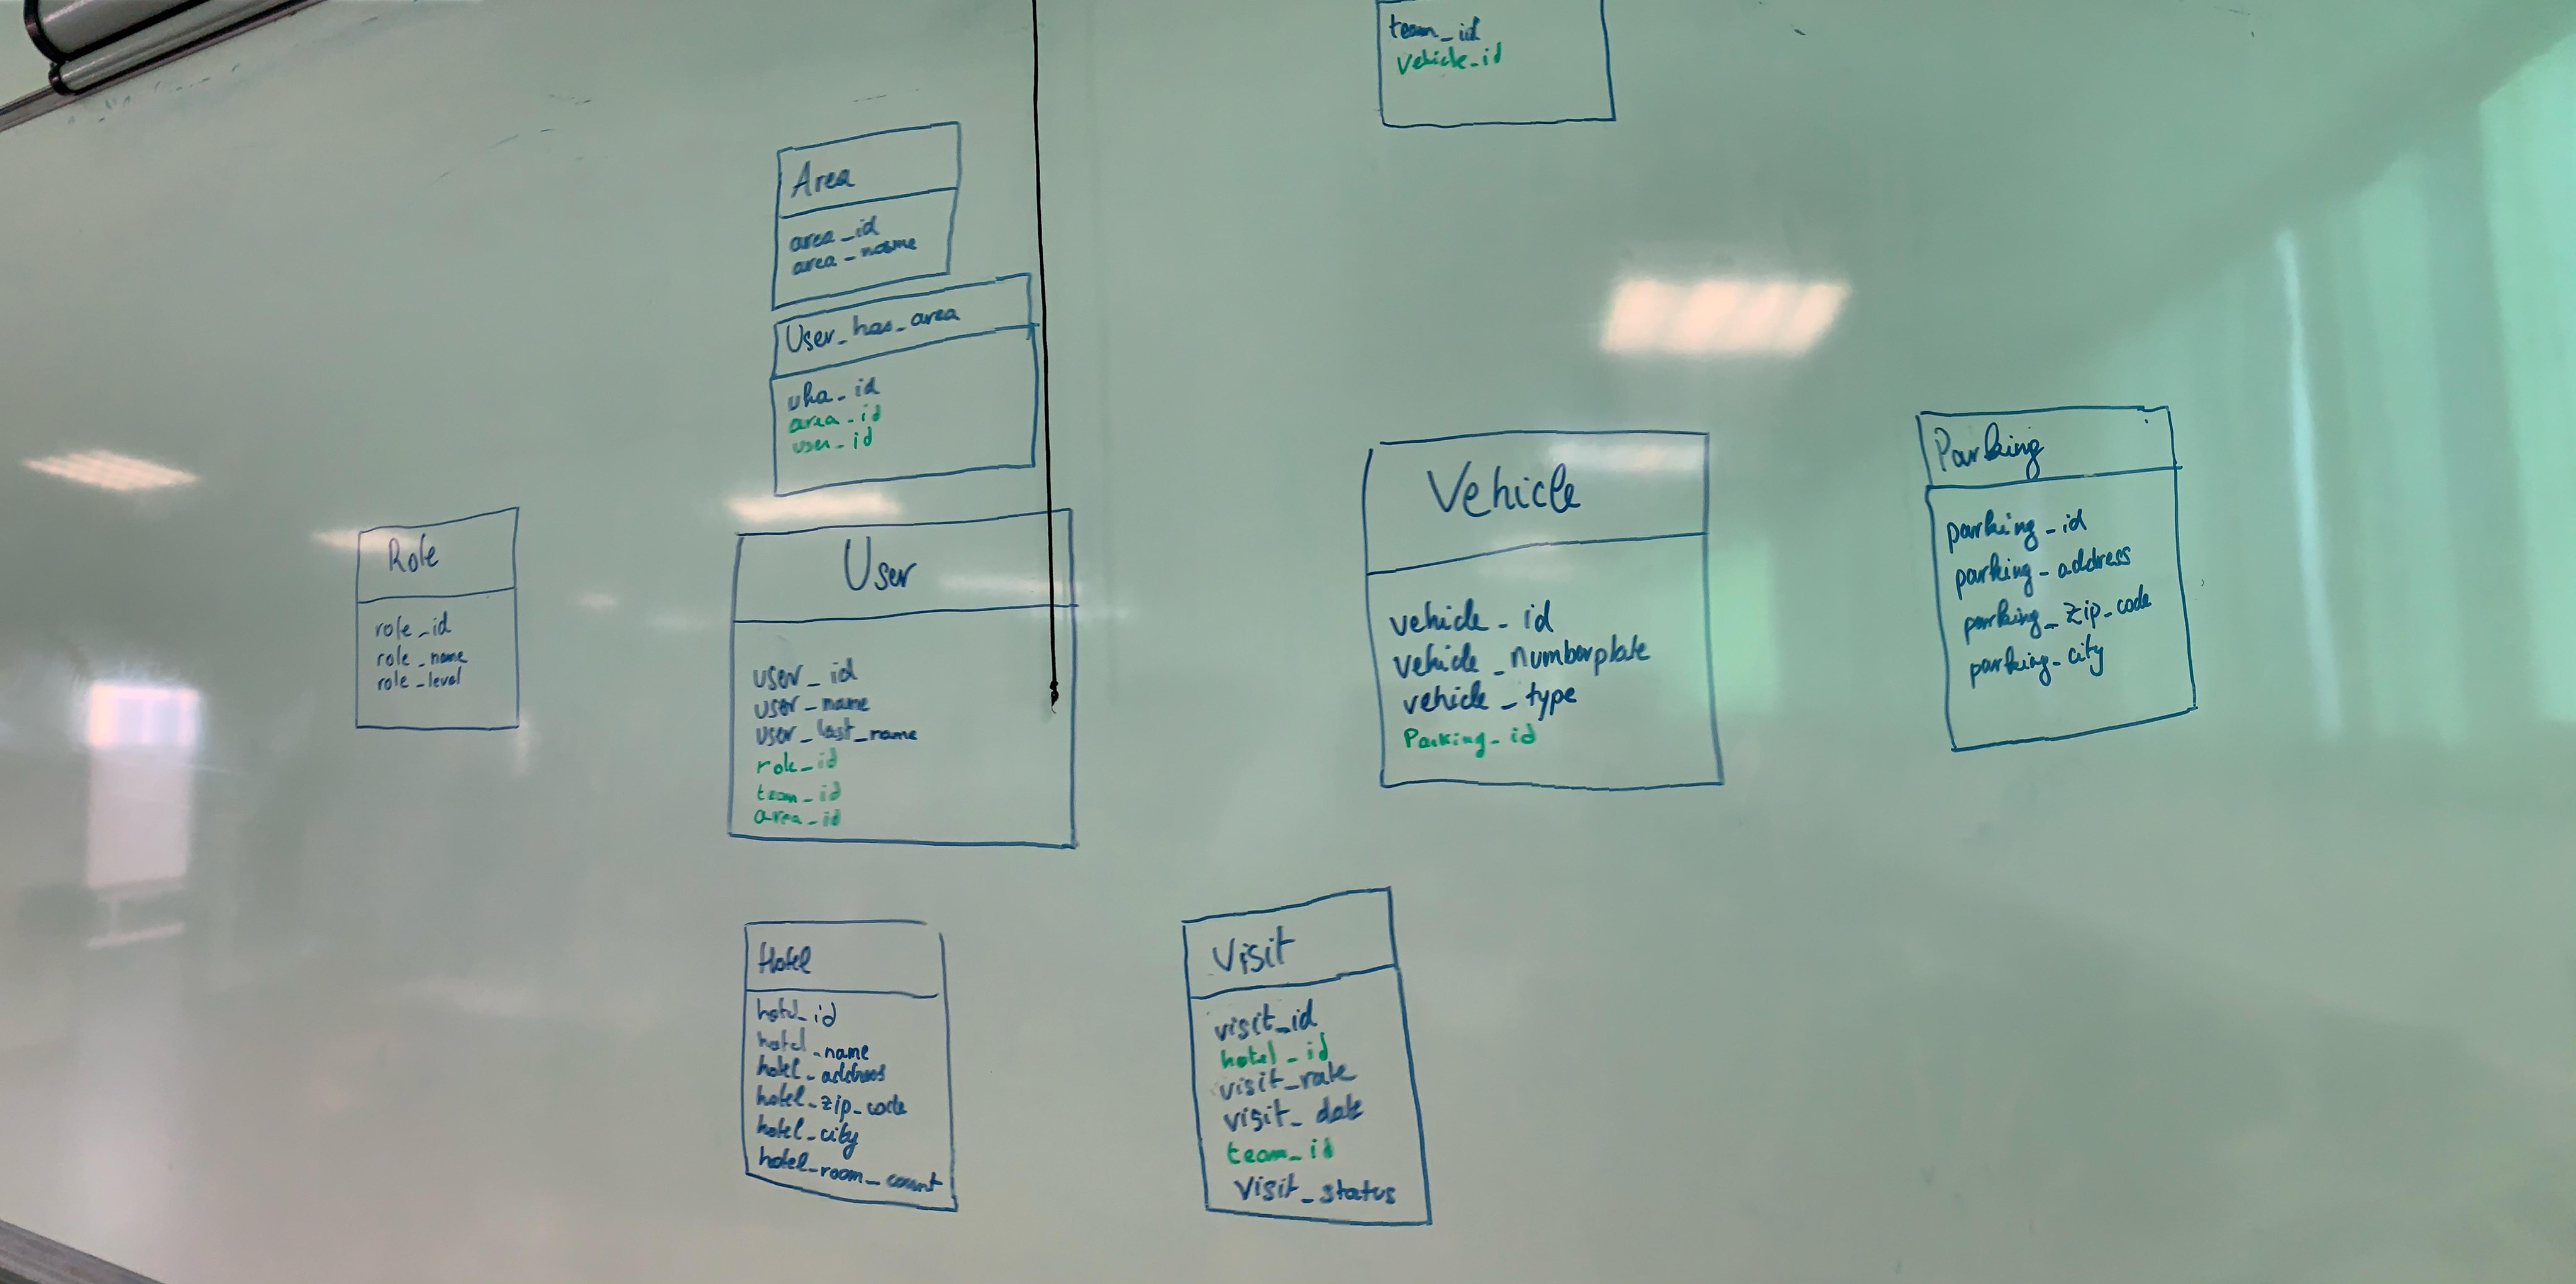 team_id
vehicle_id
Area
area_id
area_name
User_has_area
uha_id
area_id
user_id
Role
role_id
role_name
role_level
User
user_id
user_name
user_last_name
role_id
team_id
area_id
Vehicle
vehicle_id
vehicle_numberplate
vehicle_type
Parking_id
Parking
parking_id
parking_address
parking_zip_code
parking_city
Hotel
hotel_id
hotel_name
hotel_address
hotel_zip_code
hotel_city
hotel_room_count
Visit
visit_id
hotel_id
visit_rate
visit_date
team_id
visit_status